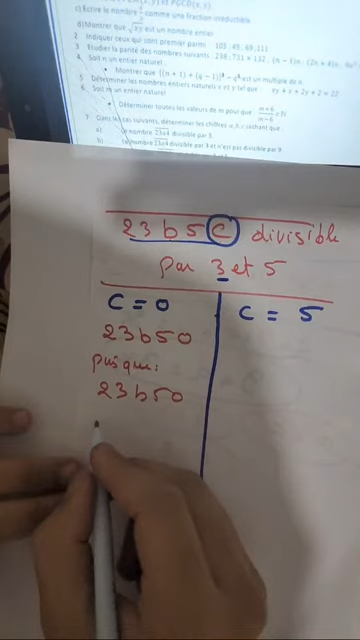 c) Ecrire le nombre comme une fraction irréductible
d) Montrer que √xy est un nombre entier
2 Indiquer ceux qui sont premier parmi : 103 ; 49 ; 69 ; 111
3 Etudier la parité des nombres suivants : 238 ; 731 × 132 ;
4 Soit n un entier naturel
• Montrer que est un multiple de
5 Déterminer les nombres entiers naturels x et y tel que : xy + x + 2y + 2 = 22
6 Soit m un entier naturel
• Déterminer toutes les valeurs de m pour que :
7 Dans les cas suivants, déterminer les chiffres a, b, c sachant que :
a) Le nombre 23a4 divisible par 3
b) Le nombre 23a4 divisible par 3 et n'est pas divisible par 9
23b5C divisible
par 3 et 5
C = 0
23b50
puisque :
23b50
C = 5